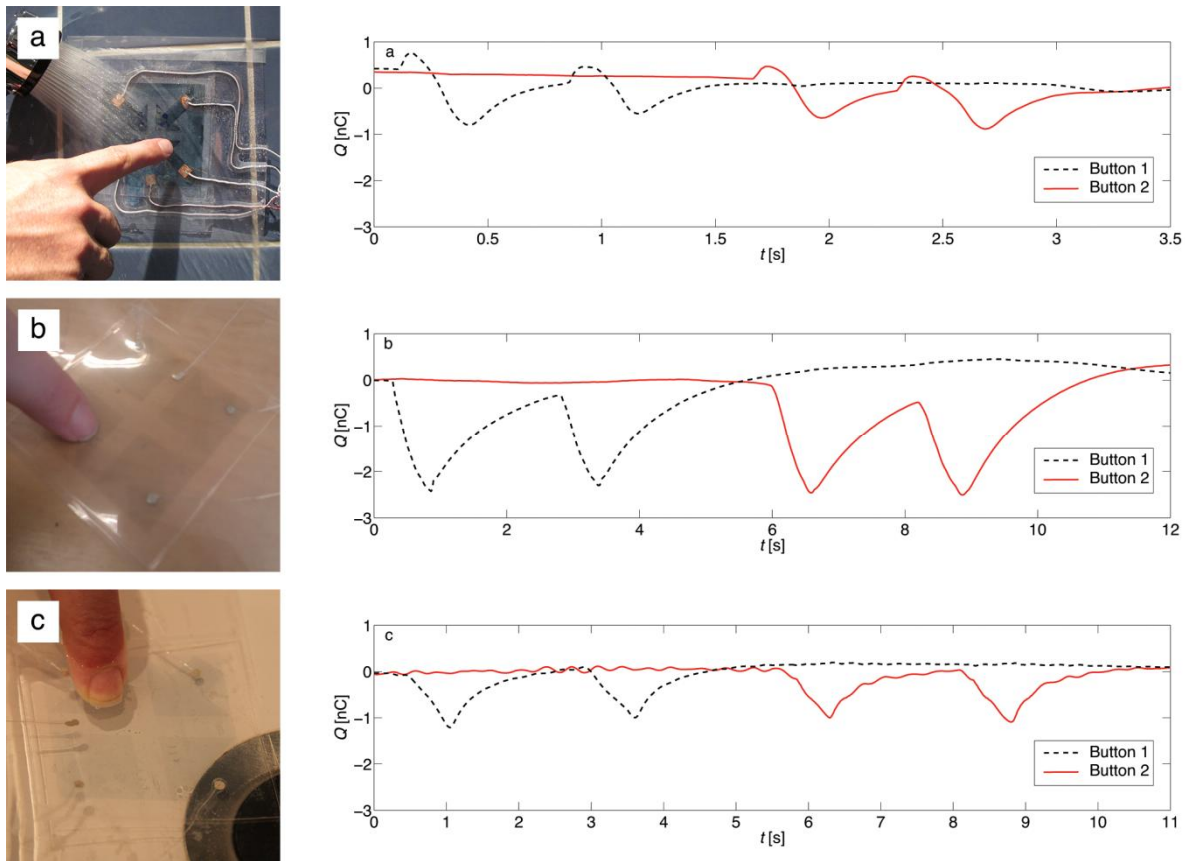 a
a
1
0
−1
−2
−3
Q [nC]
Button 1
Button 2
0 0.5 1 1.5 2 2.5 3 3.5
t [s]
b
b
1
0
−1
−2
−3
Q [nC]
Button 1
Button 2
0 2 4 6 8 10 12
t [s]
c
c
1
0
−1
−2
−3
Q [nC]
Button 1
Button 2
0 1 2 3 4 5 6 7 8 9 10 11
t [s]